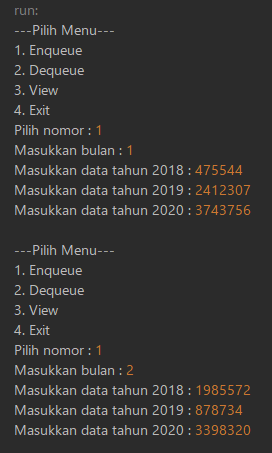 run:
---Pilih Menu---
1. Enqueue
2. Dequeue
3. View
4. Exit
Pilih nomor : 1
Masukkan bulan : 1
Masukkan data tahun 2018 : 475544
Masukkan data tahun 2019 : 2412307
Masukkan data tahun 2020 : 3743756
---Pilih Menu---
1. Enqueue
2. Dequeue
3. View
4. Exit
Pilih nomor : 1
Masukkan bulan : 2
Masukkan data tahun 2018 : 1985572
Masukkan data tahun 2019 : 878734
Masukkan data tahun 2020 : 3398320